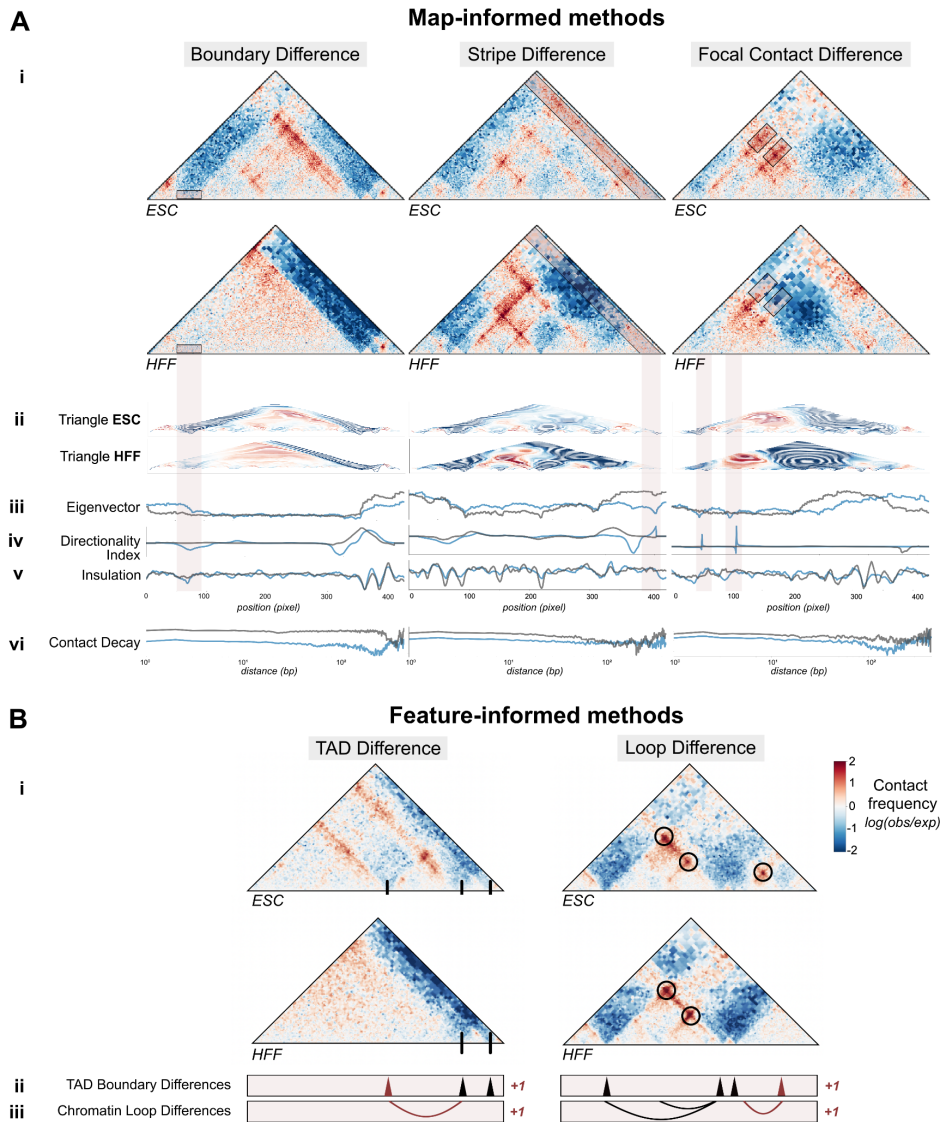 A
Map-informed methods
Boundary Difference
Stripe Difference
Focal Contact Difference
i
ESC
ESC
ESC
HFF
HFF
HFF
ii
Triangle ESC
Triangle HFF
iii
Eigenvector
iv
Directionality
Index
v
Insulation
0 100 200 300 400
0 100 200 300 400
0 100 200 300 400
position (pixel)
position (pixel)
position (pixel)
vi
Contact Decay
distance (bp)
distance (bp)
distance (bp)
B
Feature-informed methods
TAD Difference
Loop Difference
i
2
1
0
-1
-2
Contact
frequency
log(obs/exp)
ESC
ESC
HFF
HFF
ii
TAD Boundary Differences
+1
+1
iii
Chromatin Loop Differences
+1
+1